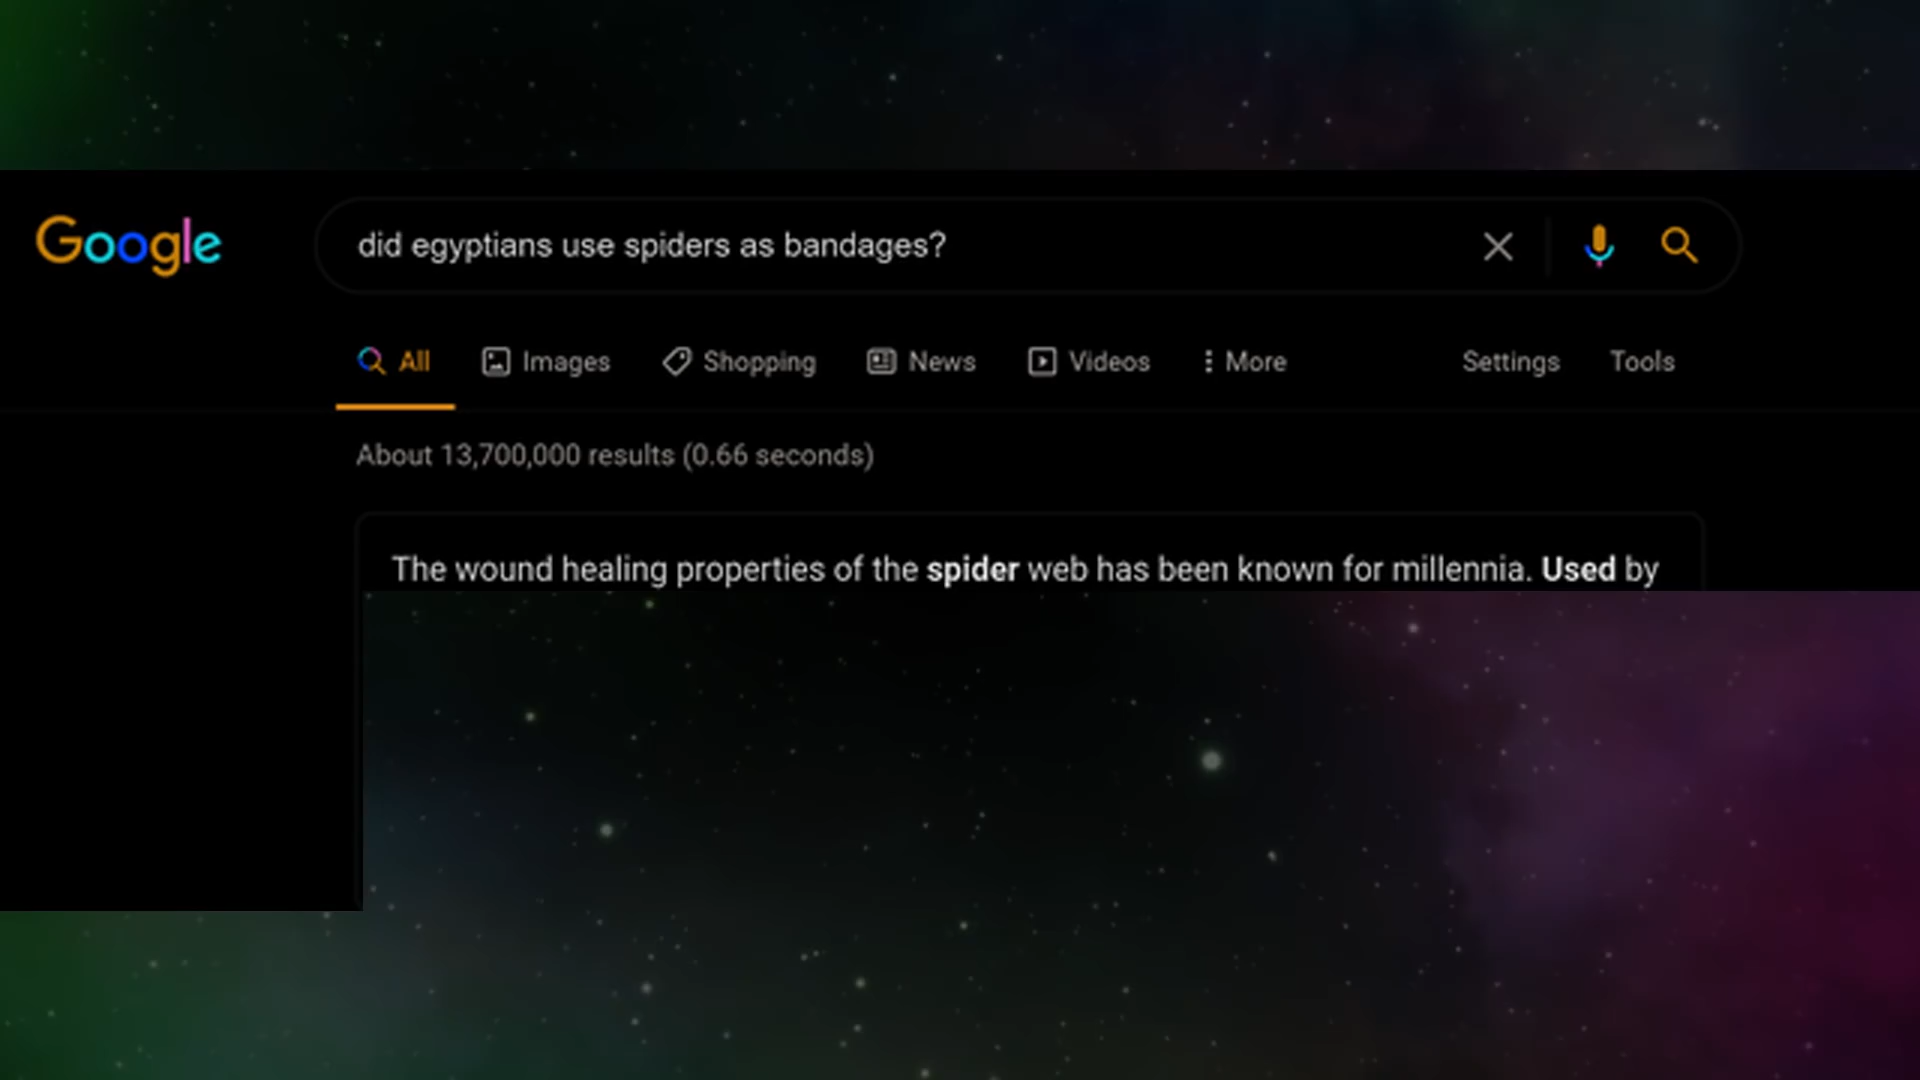 Google
did egyptians use spiders as bandages?
All Images Shopping News Videos More Settings Tools
About 13,700,000 results (0.66 seconds)
The wound healing properties of the spider web has been known for millennia. Used by